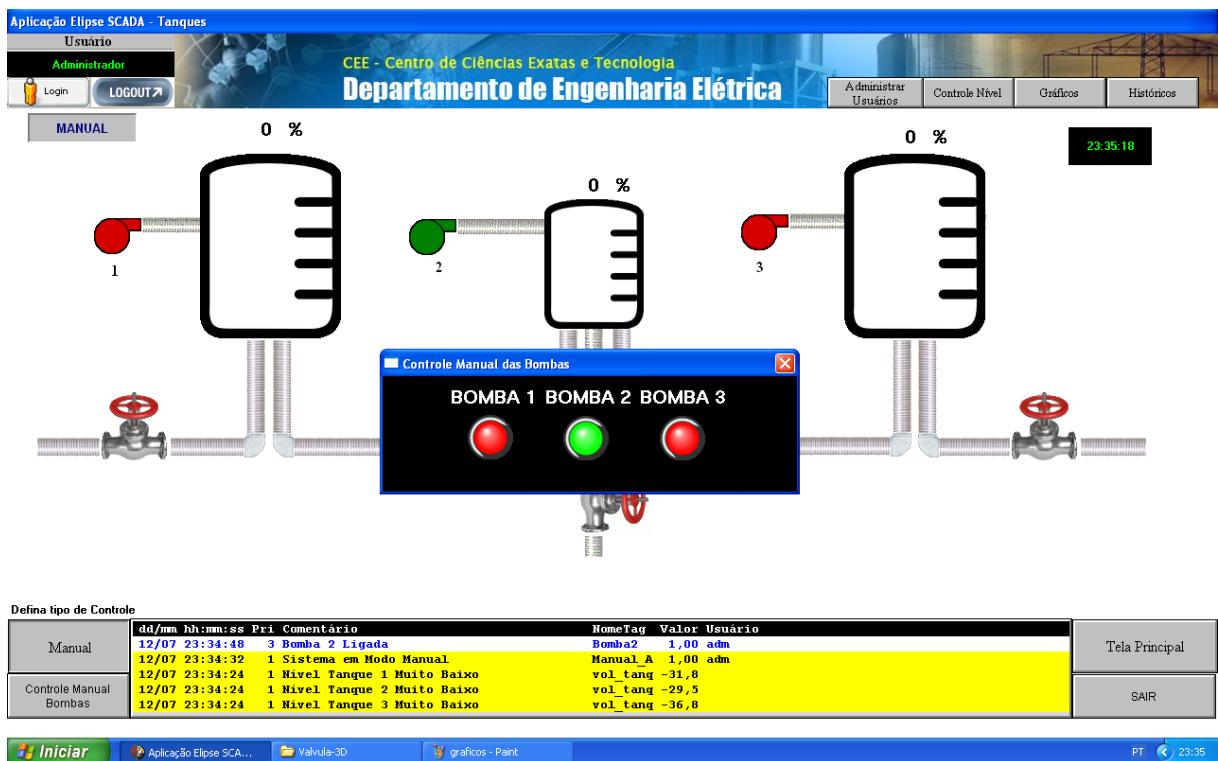 Aplicação Elipse SCADA - Tanques
Usuário
Administrador
Login
LOGOUT
CEE - Centro de Ciências Exatas e Tecnologia
Departamento de Engenharia Elétrica
Administrar
Usuários
Controle Nível
Gráficos
Históricos
MANUAL
0 %
0 %
0 %
23:35:18
1
2
3
Controle Manual das Bombas
BOMBA 1 BOMBA 2 BOMBA 3
Defina tipo de Controle
Manual
Controle Manual
Bombas
dd/mm hh:mm:ss Pri Comentário NomeTag Valor Usuário
12/07 23:34:48 3 Bomba 2 Ligada Bomba2 1,00 adm
12/07 23:34:32 1 Sistema em Modo Manual Manual_A 1,00 adm
12/07 23:34:24 1 Nível Tanque 1 Muito Baixo vol_tanq -31,8
12/07 23:34:24 1 Nível Tanque 2 Muito Baixo vol_tanq -29,5
12/07 23:34:24 1 Nível Tanque 3 Muito Baixo vol_tanq -36,8
Tela Principal
SAIR
Iniciar
Aplicação Elipse SCA...
Valvula-3D
graficos - Paint
PT
23:35